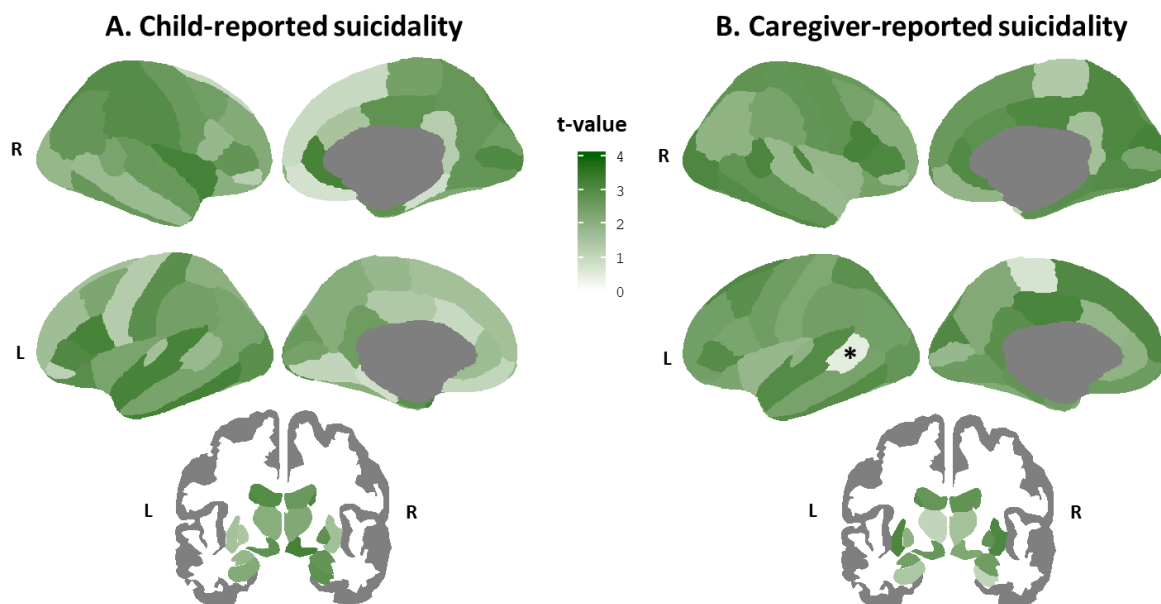 A. Child-reported suicidality
B. Caregiver-reported suicidality
R
t-value
4
3
2
1
0
R
L
L
*
L
R
L
R